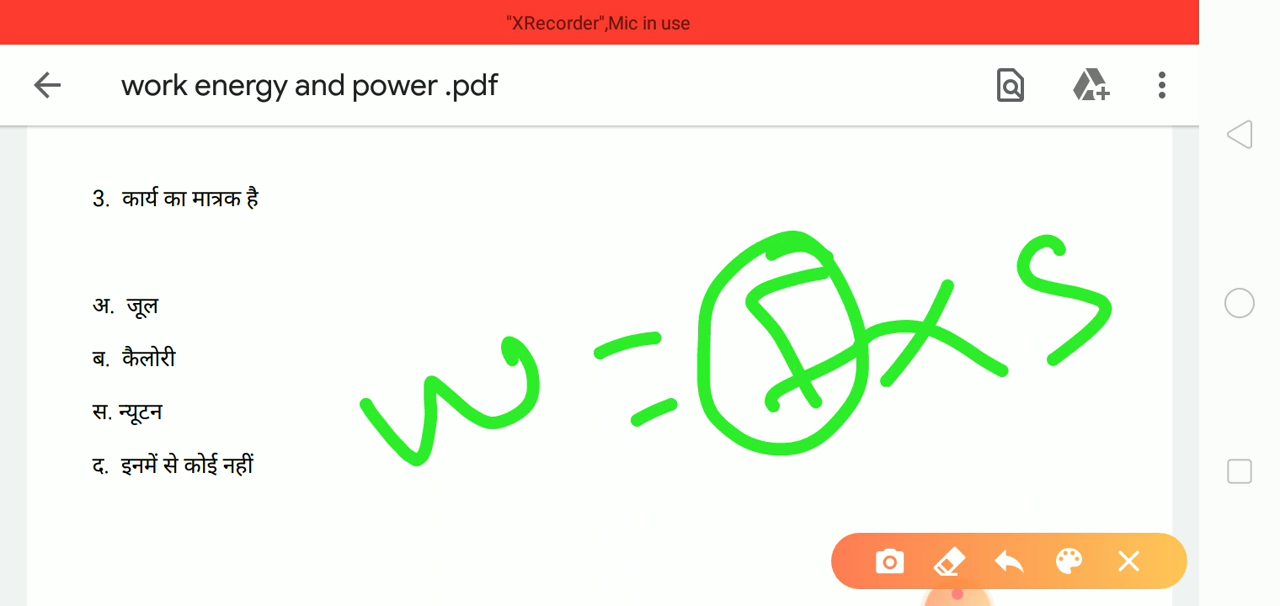 "XRecorder",Mic in use
work energy and power .pdf
3. कार्य का मात्रक है
अ. जूल
ब. कैलोरी
स. न्यूटन
द. इनमें से कोई नहीं
W = F x S